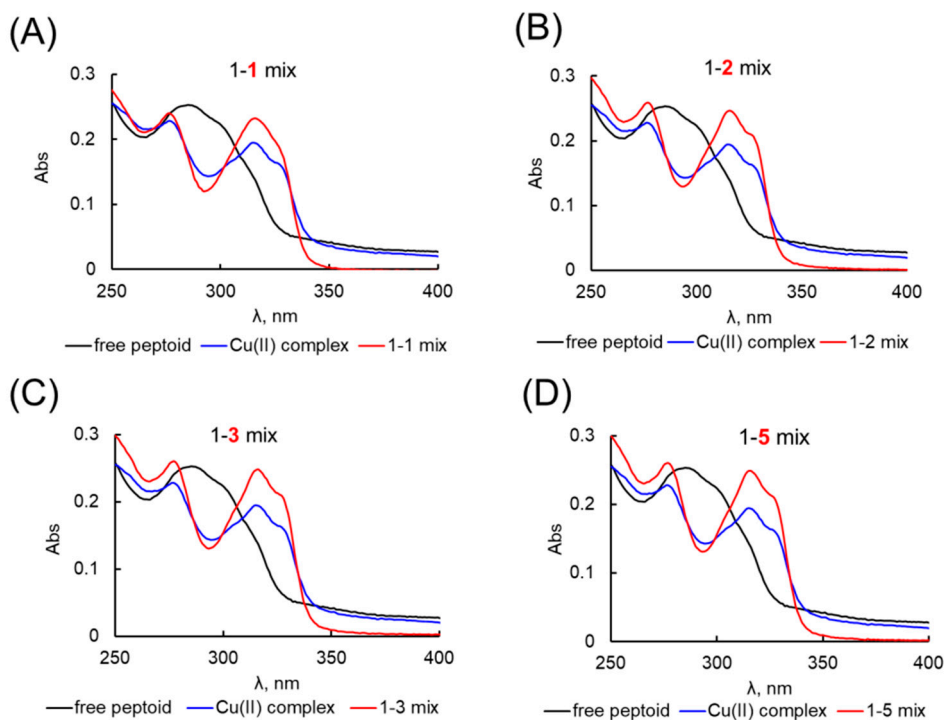 (A)
1-1 mix
0.3
0.2
0.1
0
Abs
250 300 350 400
λ, nm
free peptoid Cu(II) complex 1-1 mix
(B)
1-2 mix
0.3
0.2
0.1
0
Abs
250 300 350 400
λ, nm
free peptoid Cu(II) complex 1-2 mix
(C)
1-3 mix
0.3
0.2
0.1
0
Abs
250 300 350 400
λ, nm
free peptoid Cu(II) complex 1-3 mix
(D)
1-5 mix
0.3
0.2
0.1
0
Abs
250 300 350 400
λ, nm
free peptoid Cu(II) complex 1-5 mix